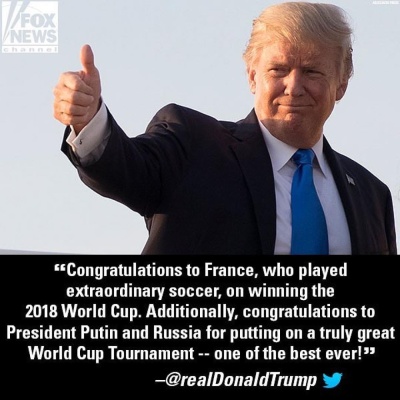 FOX
NEWS
channel
“Congratulations to France, who played
extraordinary soccer, on winning the
2018 World Cup. Additionally, congratulations to
President Putin and Russia for putting on a truly great
World Cup Tournament -- one of the best ever!”
–@realDonaldTrump